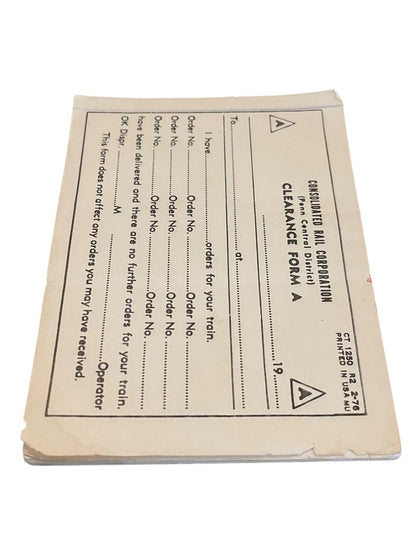 CT 1250 R2 2-76
PRINTED IN USA MU
CONSOLIDATED RAIL CORPORATION
(Penn Central District)
A CLEARANCE FORM A A
....................................19......
To....................................at....................................
I have....................orders for your train.
Order No...............Order No...............Order No...............
Order No...............Order No...............Order No...............
Order No...............Order No...............Order No...............
have been delivered and there are no further orders for your train.
OK Dispr...............M ..............................Operator
This form does not affect any orders you may have received.